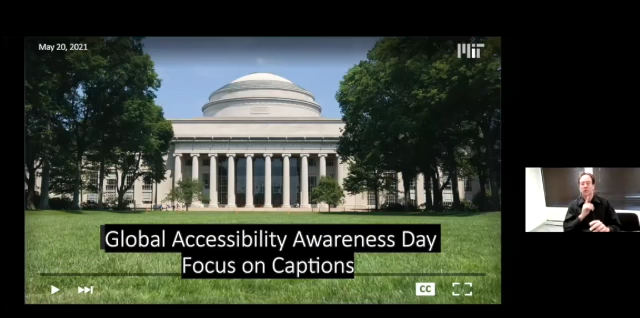 May 20, 2021
MIT
Global Accessibility Awareness Day
Focus on Captions
CC